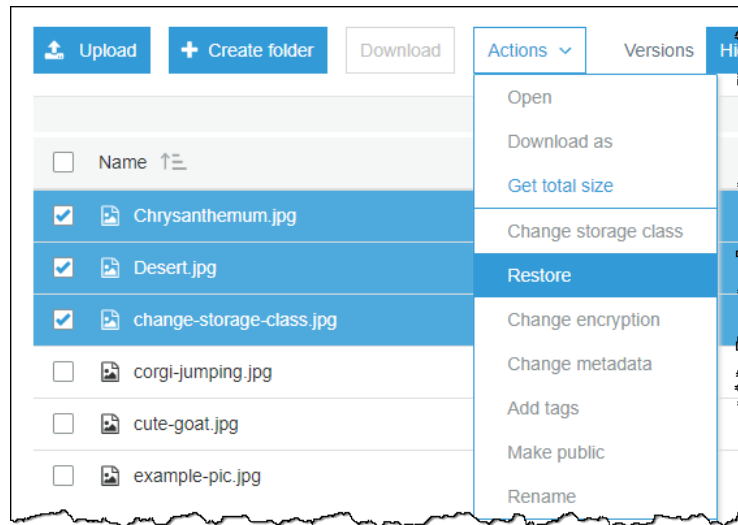 Upload
Create folder
Download
Actions
Versions
Name
Chrysanthemum.jpg
Desert.jpg
change-storage-class.jpg
corgi-jumping.jpg
cute-goat.jpg
example-pic.jpg
Open
Download as
Get total size
Change storage class
Restore
Change encryption
Change metadata
Add tags
Make public
Rename